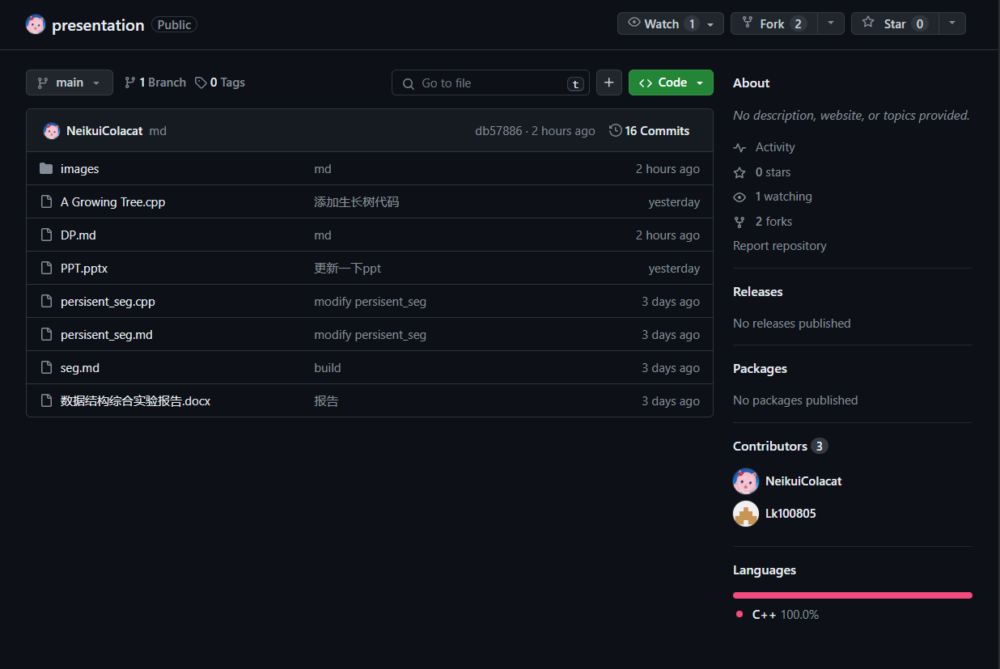 presentation Public Watch 1 Fork 2 Star 0
main 1 Branch 0 Tags Go to file t + <> Code
NeikuiColacat md db57886 · 2 hours ago 16 Commits
images md 2 hours ago
A Growing Tree.cpp 添加生长树代码 yesterday
DP.md md 2 hours ago
PPT.pptx 更新一下ppt yesterday
persisent_seg.cpp modify persisent_seg 3 days ago
persisent_seg.md modify persisent_seg 3 days ago
seg.md build 3 days ago
数据结构综合实验报告.docx 报告 3 days ago
About
No description, website, or topics provided.
Activity
0 stars
1 watching
2 forks
Report repository
Releases
No releases published
Packages
No packages published
Contributors 3
NeikuiColacat
Lk100805
Languages
C++ 100.0%